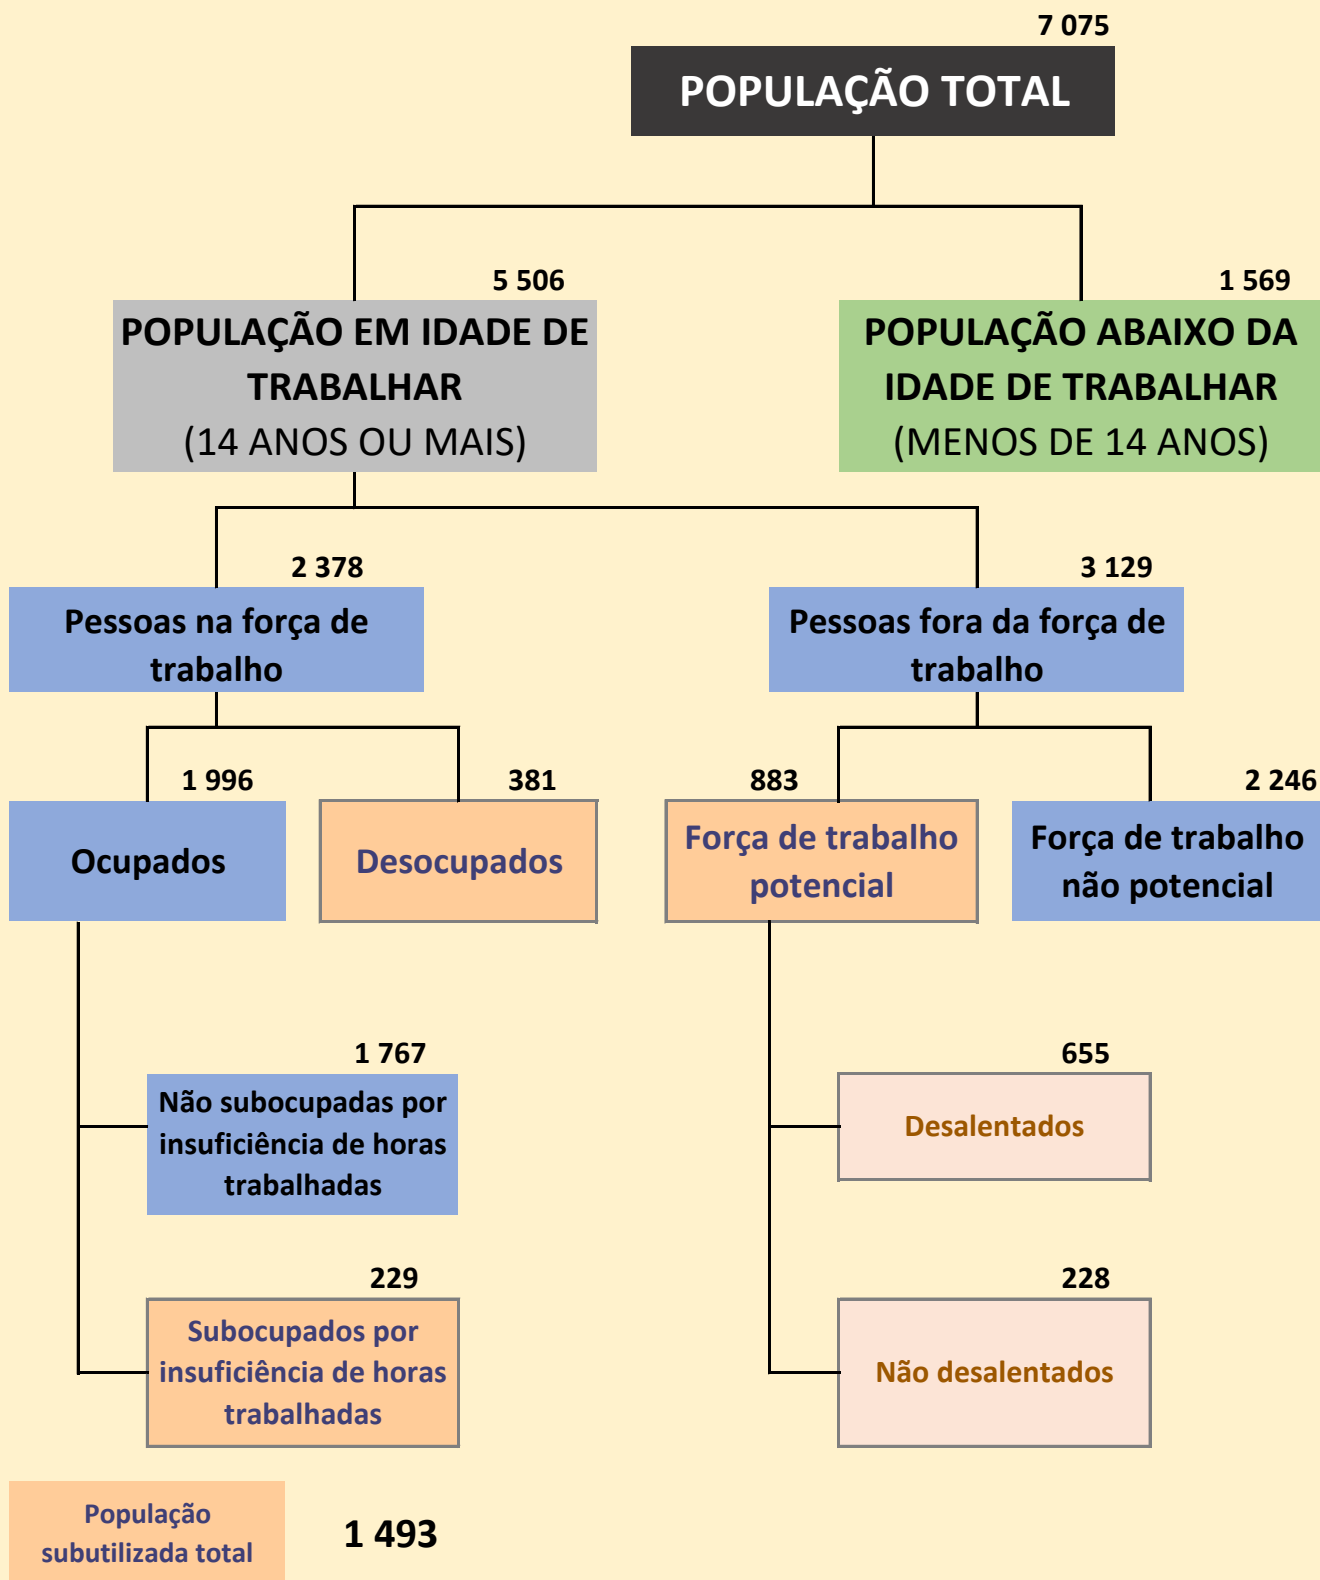 7 075
POPULAÇÃO TOTAL
5 506
POPULAÇÃO EM IDADE DE
TRABALHAR
(14 ANOS OU MAIS)
1 569
POPULAÇÃO ABAIXO DA
IDADE DE TRABALHAR
(MENOS DE 14 ANOS)
2 378
Pessoas na força de
trabalho
3 129
Pessoas fora da força de
trabalho
1 996
Ocupados
381
Desocupados
883
Força de trabalho
potencial
2 246
Força de trabalho
não potencial
1 767
Não subocupadas por
insuficiência de horas
trabalhadas
655
Desalentados
229
Subocupados por
insuficiência de horas
trabalhadas
228
Não desalentados
População
subutilizada total
1 493